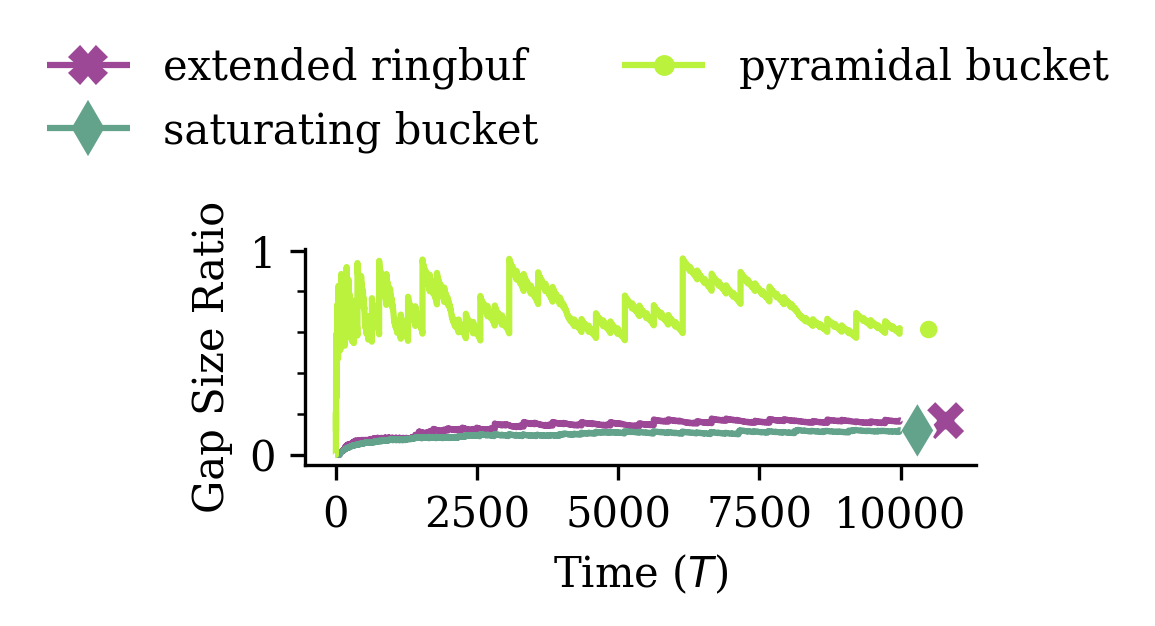 extended ringbuf
pyramidal bucket
saturating bucket
Gap Size Ratio
1
0
0 2500 5000 7500 10000
Time (T)